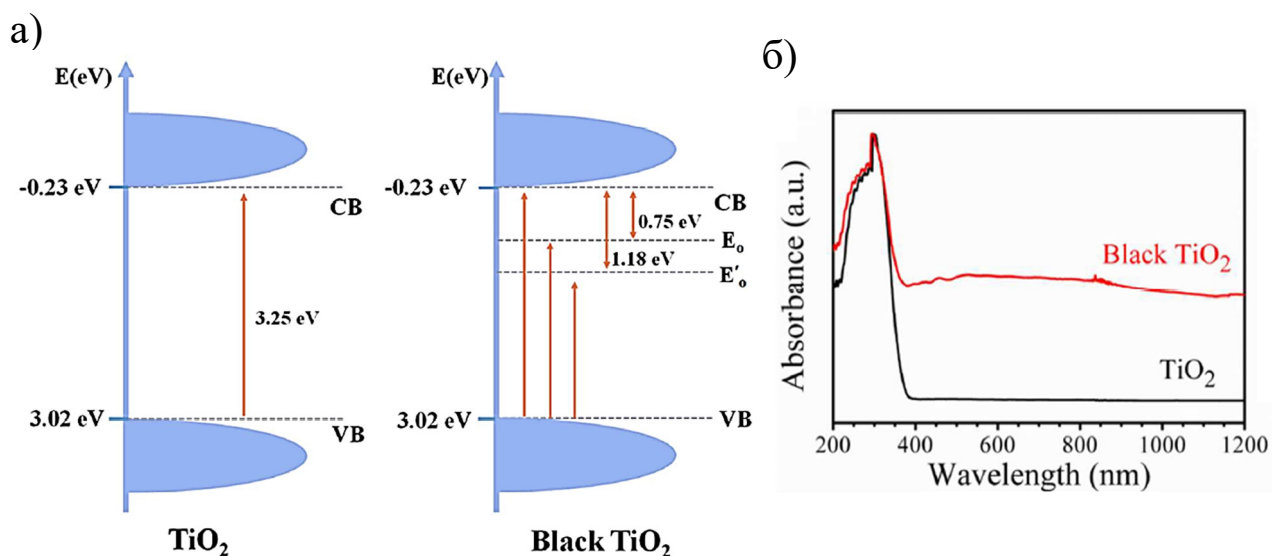 а)
E(eV)
-0.23 eV
CB
3.25 eV
3.02 eV
VB
TiO₂
E(eV)
-0.23 eV
CB
0.75 eV
Eₒ
1.18 eV
E′ₒ
3.02 eV
VB
Black TiO₂
б)
Absorbance (a.u.)
Black TiO₂
TiO₂
200 400 600 800 1000 1200
Wavelength (nm)